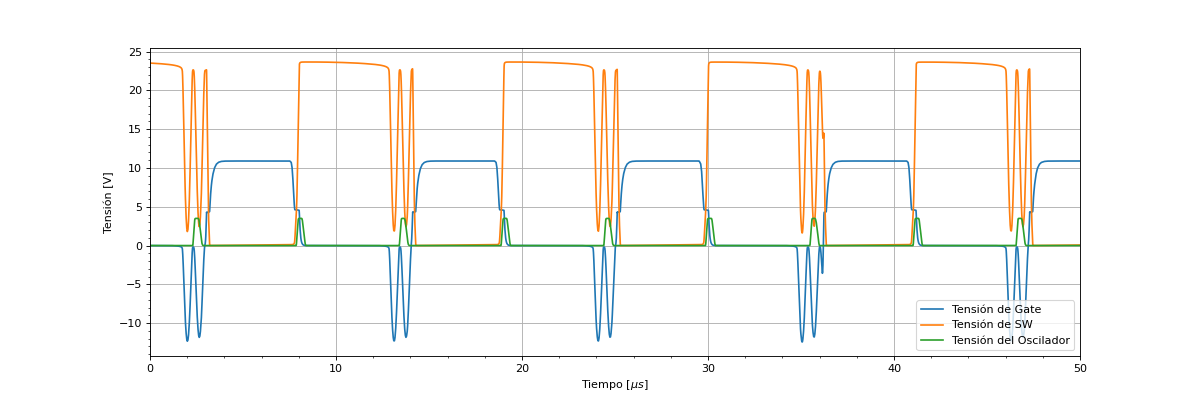 25
20
15
10
5
0
−5
−10
Tensión [V]
0
10
20
30
40
50
Tiempo [μs]
Tensión de Gate
Tensión de SW
Tensión del Oscilador